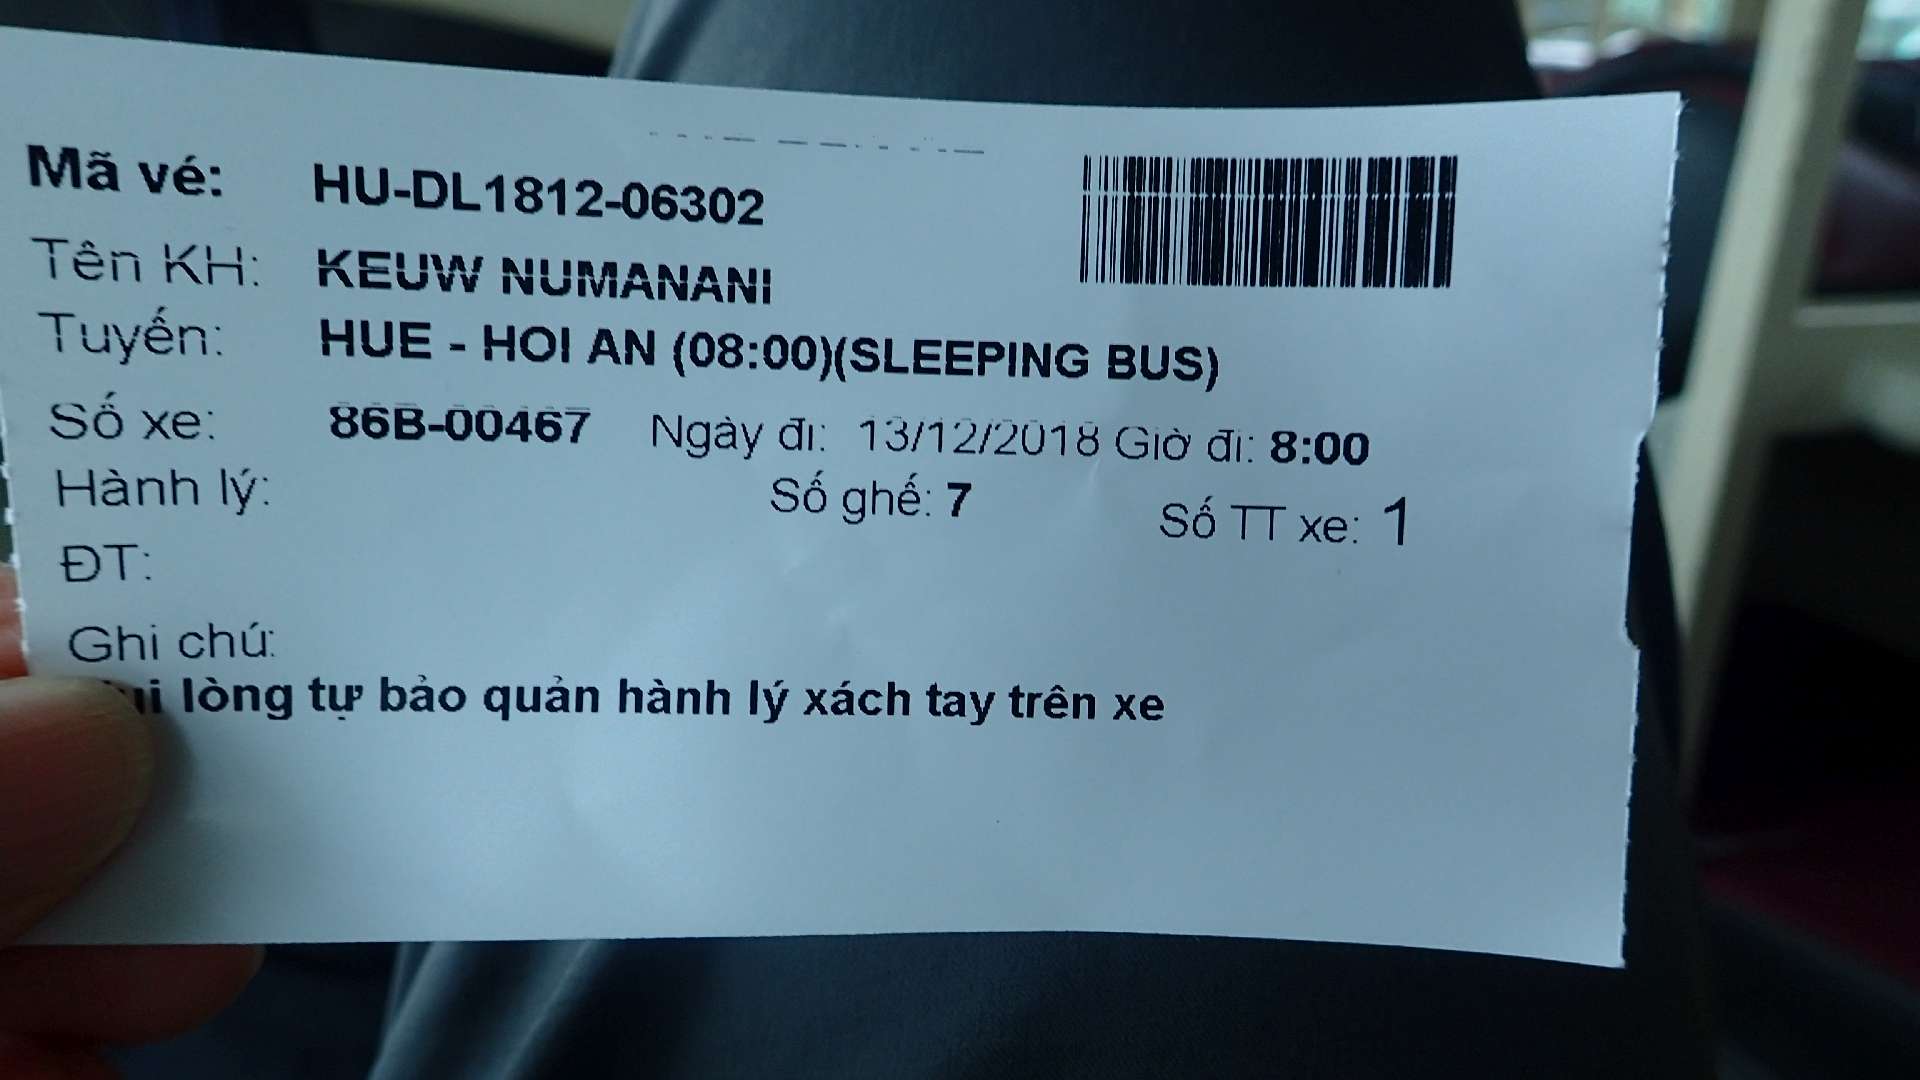 Mã vé: HU-DL1812-06302
Tên KH: KEUW NUMANANI
Tuyến: HUE - HOI AN (08:00)(SLEEPING BUS)
Số xe: 86B-00467 Ngày đi: 13/12/2018 Giờ đi: 8:00
Hành lý: Số ghế: 7 Số TT xe: 1
ĐT:
Ghi chú:
lòng tự bảo quản hành lý xách tay trên xe